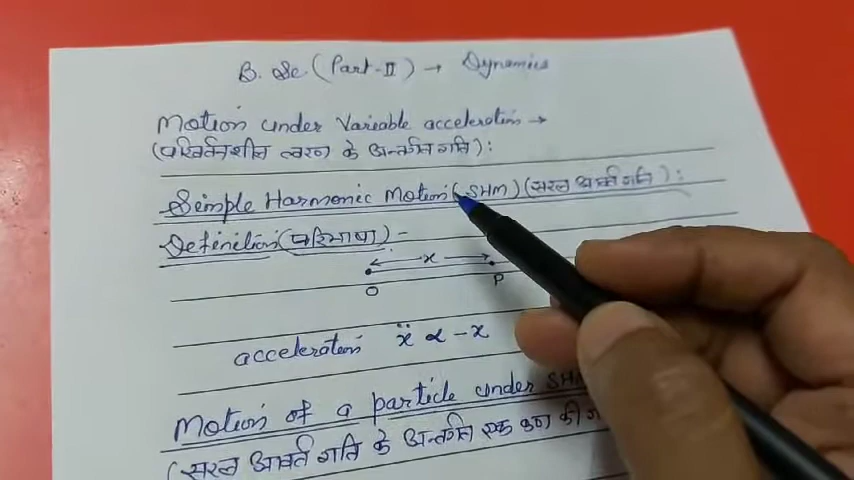 B. Sc. (Part-II) → Dynamics
Motion under Variable acceleration →
(परिवर्तनशील त्वरण के अन्तर्गत गति):
Simple Harmonic Motion (SHM) (सरल आवर्त गति):
Definition (परिभाषा) -
x
O P
acceleration ẍ ∝ -x
Motion of a particle under SHM
(सरल आवर्त गति के अन्तर्गत एक कण की